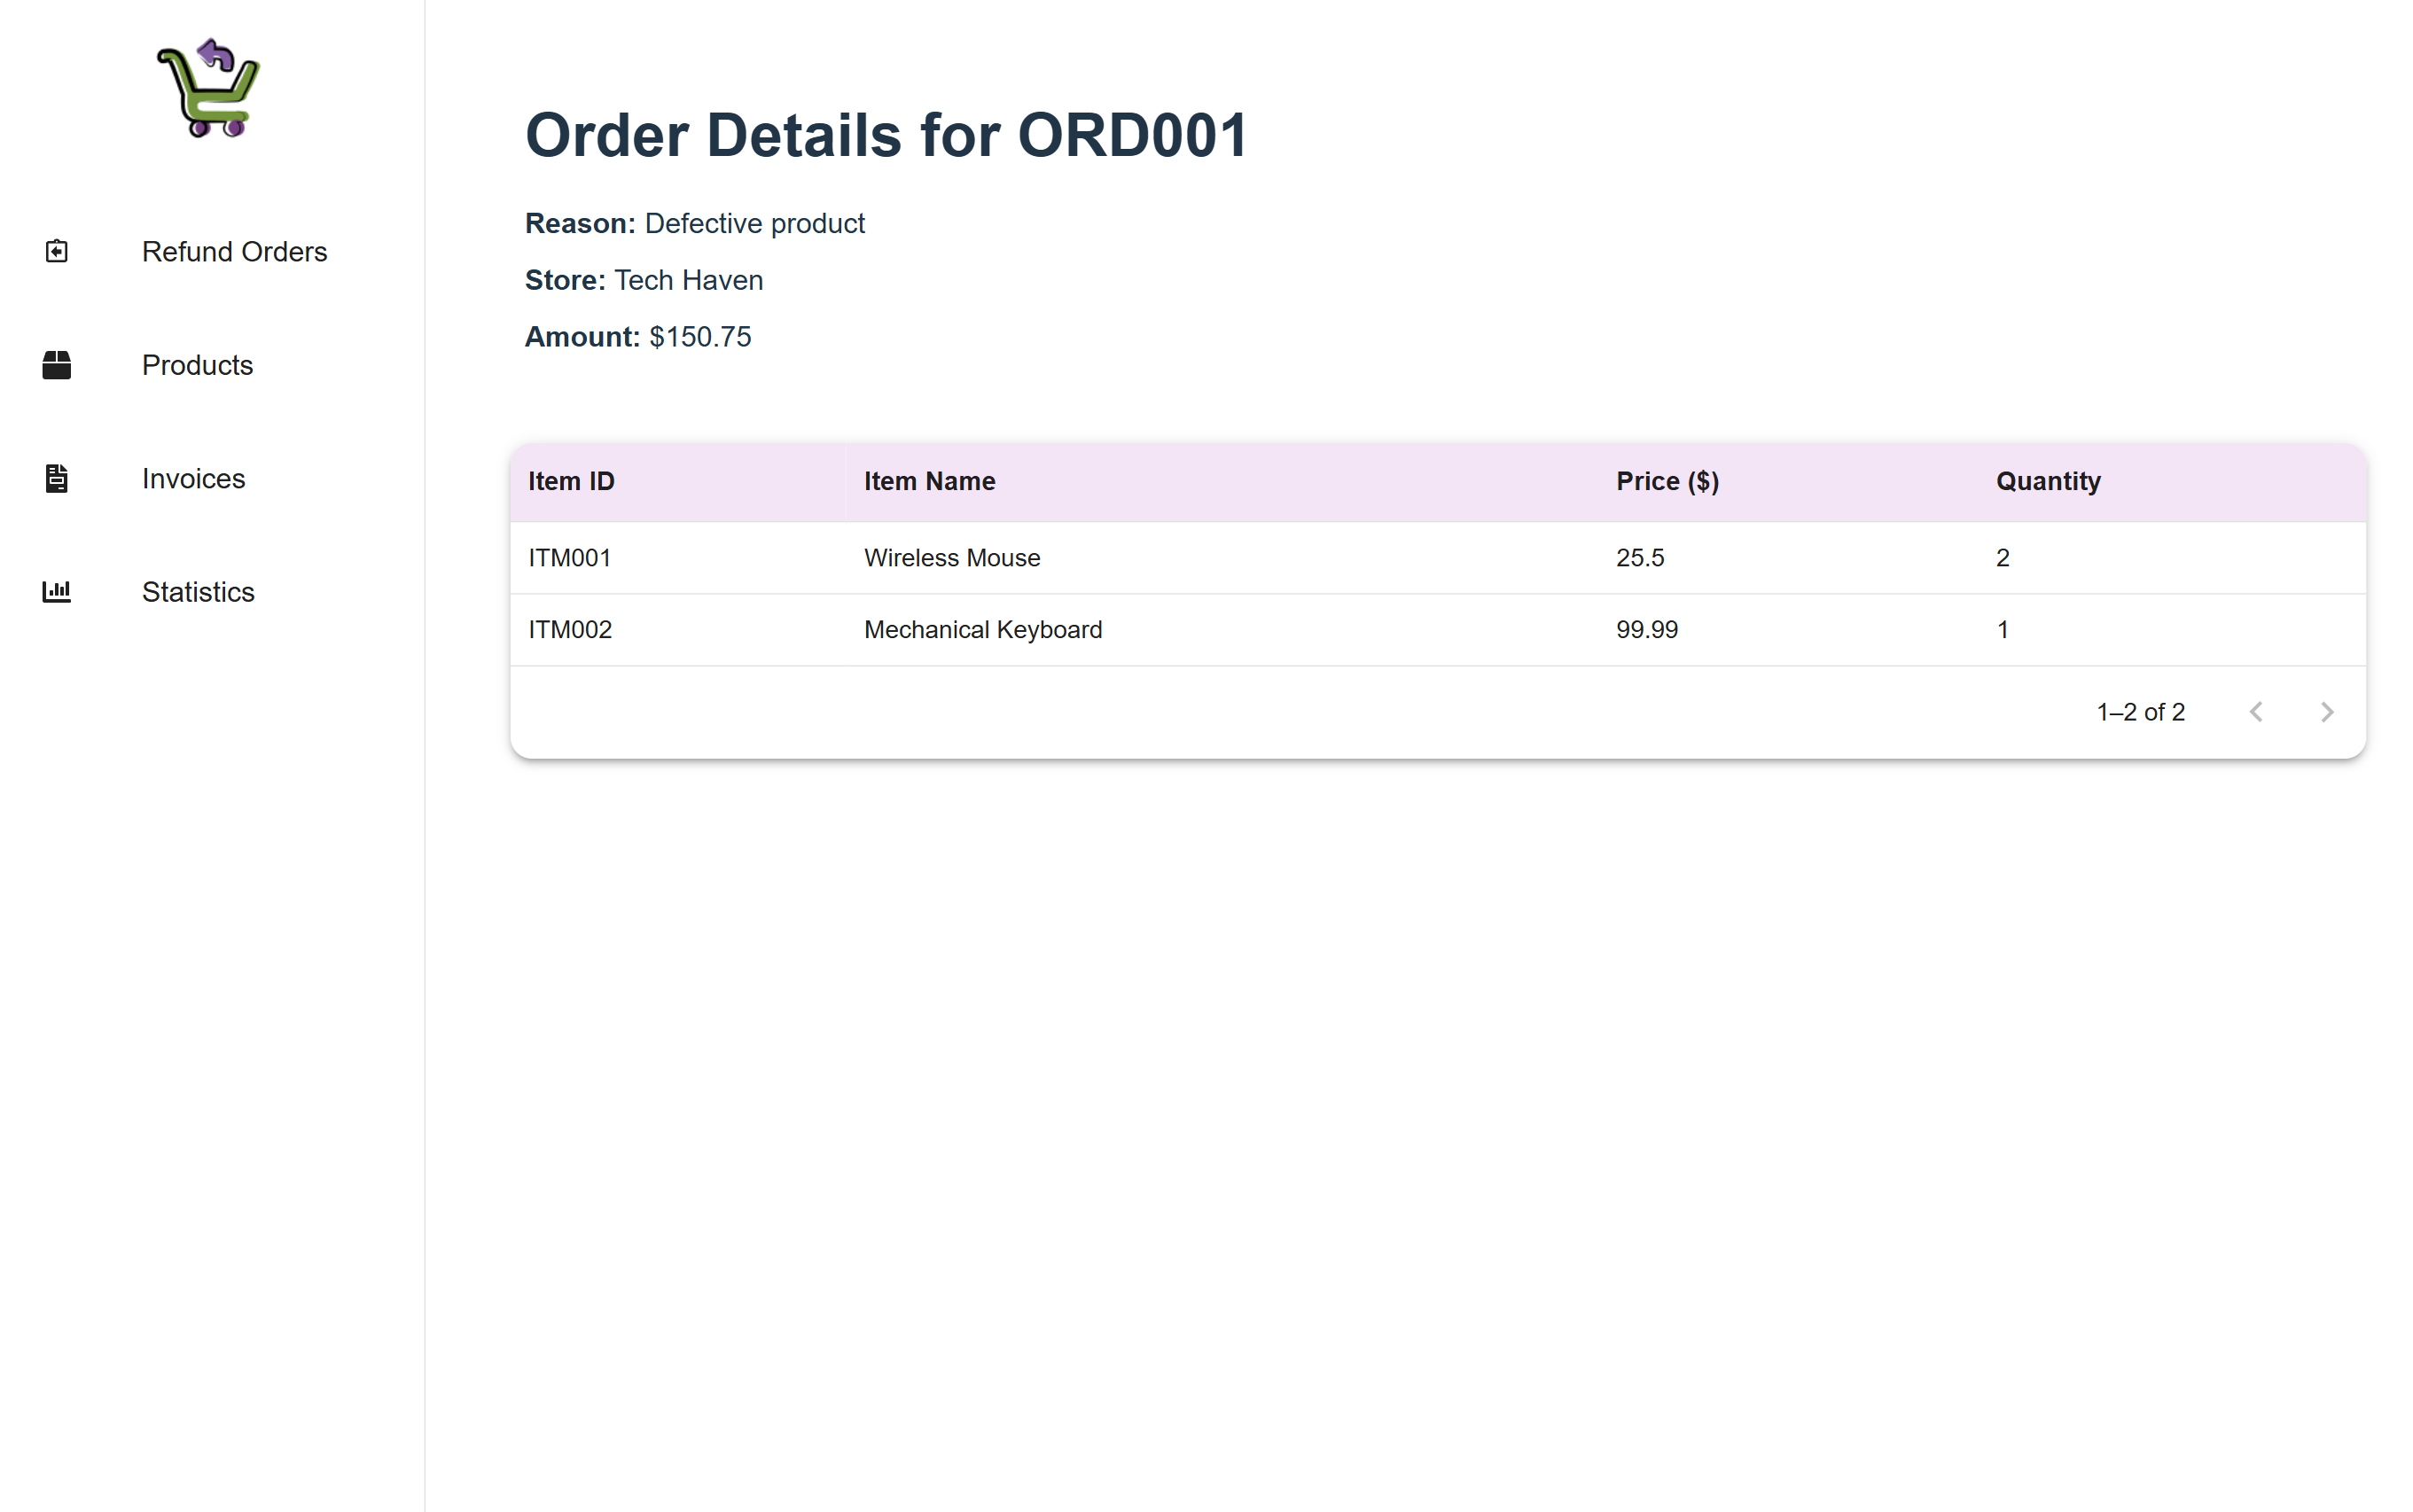 Refund Orders
Products
Invoices
Statistics
Order Details for ORD001
Reason: Defective product
Store: Tech Haven
Amount: $150.75
Item ID Item Name Price ($) Quantity
ITM001 Wireless Mouse 25.5 2
ITM002 Mechanical Keyboard 99.99 1
1–2 of 2